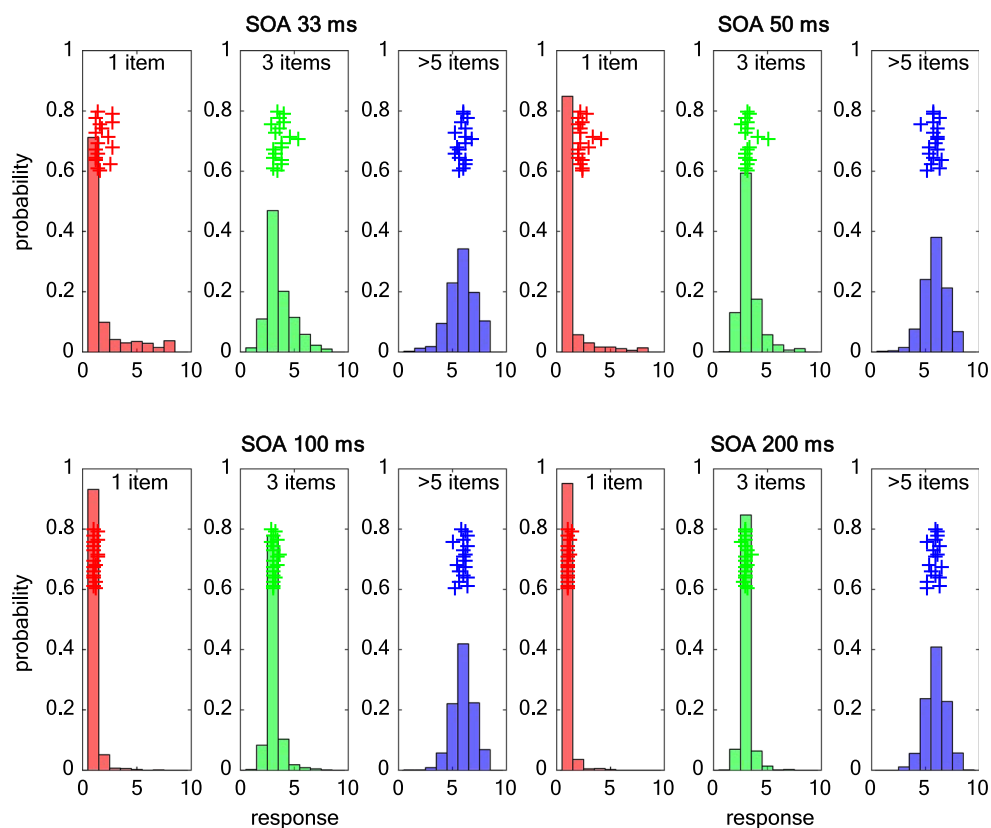 SOA 33 ms SOA 50 ms
1 item 3 items >5 items 1 item 3 items >5 items
1 1 1 1 1 1
0.8 0.8 0.8 0.8 0.8 0.8
0.6 0.6 0.6 0.6 0.6 0.6
0.4 0.4 0.4 0.4 0.4 0.4
0.2 0.2 0.2 0.2 0.2 0.2
0 0 0 0 0 0
probability
0 5 10 0 5 10 0 5 10 0 5 10 0 5 10 0 5 10
SOA 100 ms SOA 200 ms
1 item 3 items >5 items 1 item 3 items >5 items
1 1 1 1 1 1
0.8 0.8 0.8 0.8 0.8 0.8
0.6 0.6 0.6 0.6 0.6 0.6
0.4 0.4 0.4 0.4 0.4 0.4
0.2 0.2 0.2 0.2 0.2 0.2
0 0 0 0 0 0
probability
0 5 10 0 5 10 0 5 10 0 5 10 0 5 10 0 5 10
response response